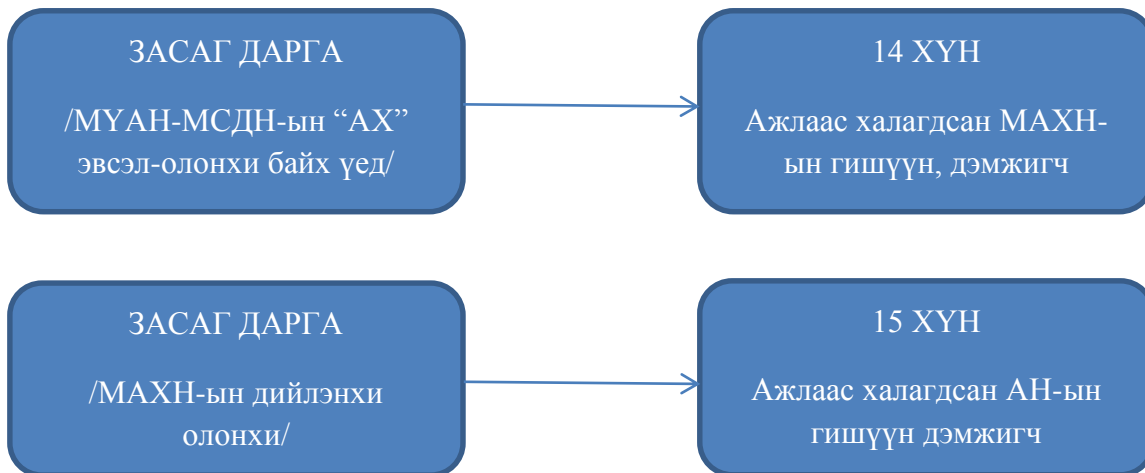 ЗАСАГ ДАРГА
/МҮАН-МСДН-ын “АХ”
эвсэл-олонхи байх үед/
14 ХҮН
Ажлаас халагдсан МАХН-
ын гишүүн, дэмжигч
ЗАСАГ ДАРГА
/МАХН-ын дийлэнхи
олонхи/
15 ХҮН
Ажлаас халагдсан АН-ын
гишүүн дэмжигч